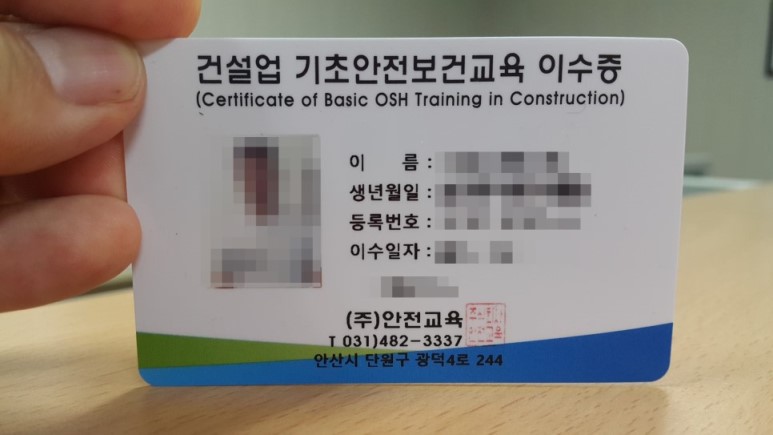 건설업 기초안전보건교육 이수증
(Certificate of Basic OSH Training in Construction)
이 름 :
생년월일 :
등록번호 :
이수일자 :
(주)안전교육
T 031)482-3337
안산시 단원구 광덕4로 244